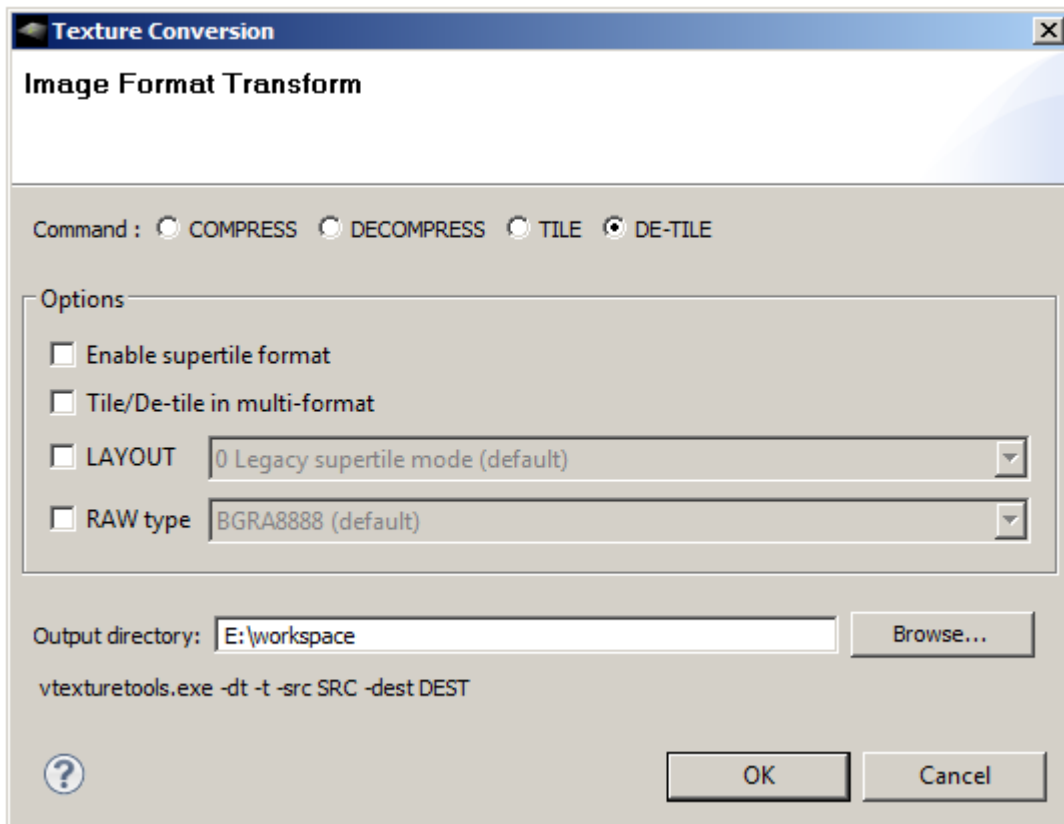 Texture Conversion
Image Format Transform
Command : COMPRESS DECOMPRESS TILE DE-TILE
Options
Enable supertile format
Tile/De-tile in multi-format
LAYOUT 0 Legacy supertile mode (default)
RAW type BGRA8888 (default)
Output directory: E:\workspace Browse...
vtexturetools.exe -dt -t -src SRC -dest DEST
? OK Cancel